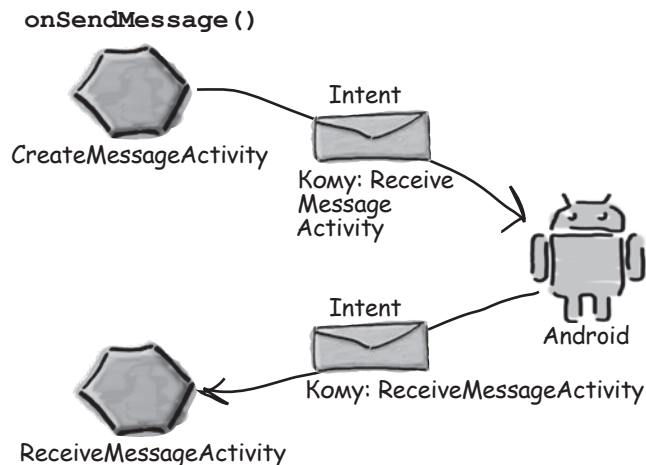 onSendMessage()
CreateMessageActivity
Intent
Кому: Receive
Message
Activity
Android
Intent
Кому: ReceiveMessageActivity
ReceiveMessageActivity